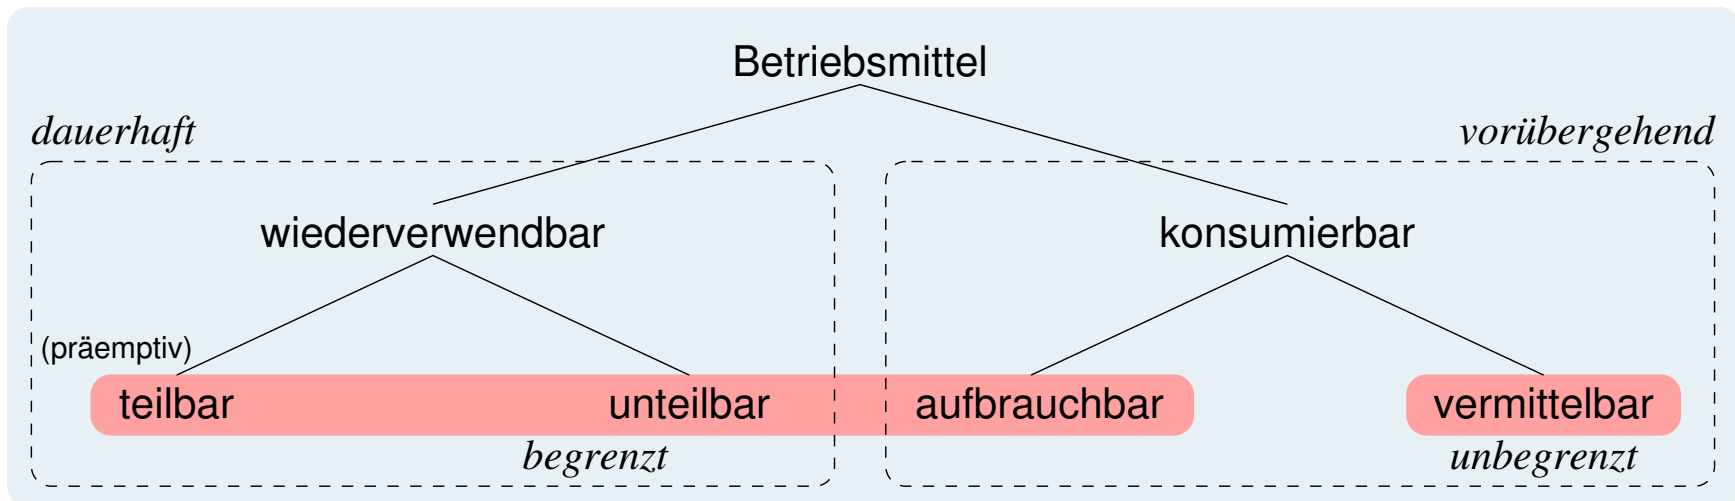 Betriebsmittel
dauerhaft
vorübergehend
wiederverwendbar
konsumierbar
(präemptiv)
teilbar
unteilbar
aufbrauchbar
vermittelbar
begrenzt
unbegrenzt